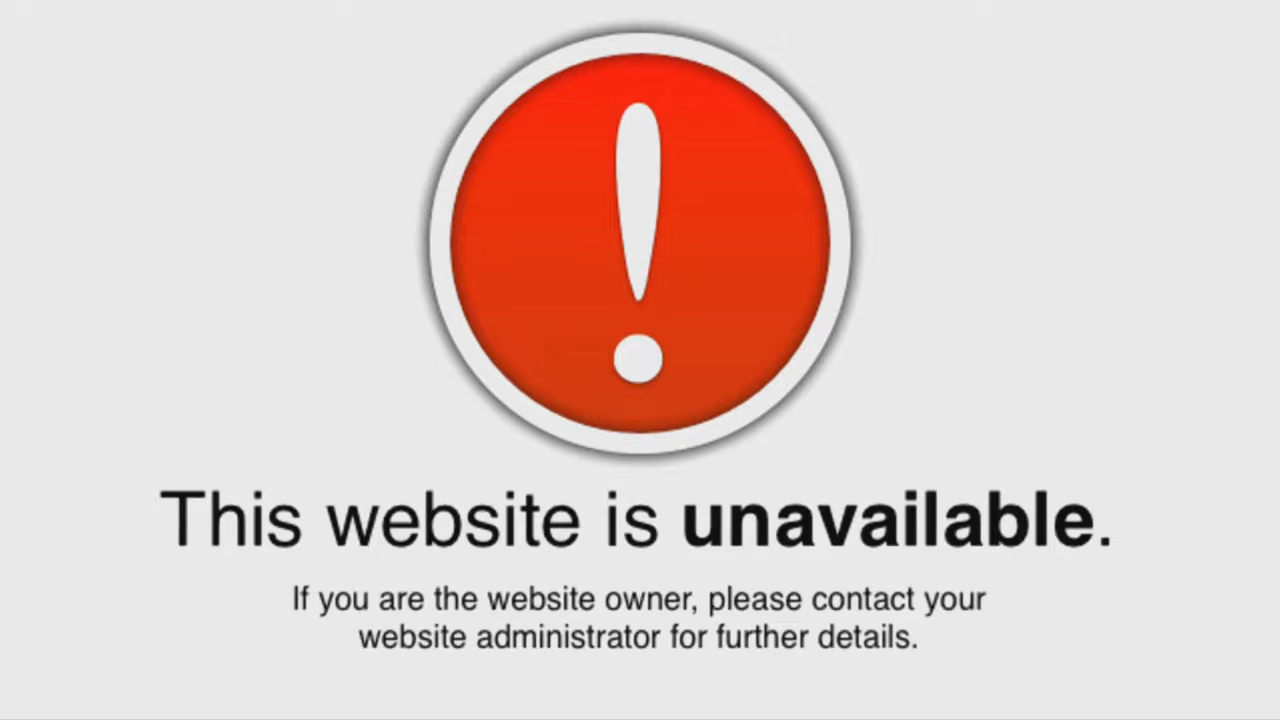 This website is unavailable.
If you are the website owner, please contact your
website administrator for further details.